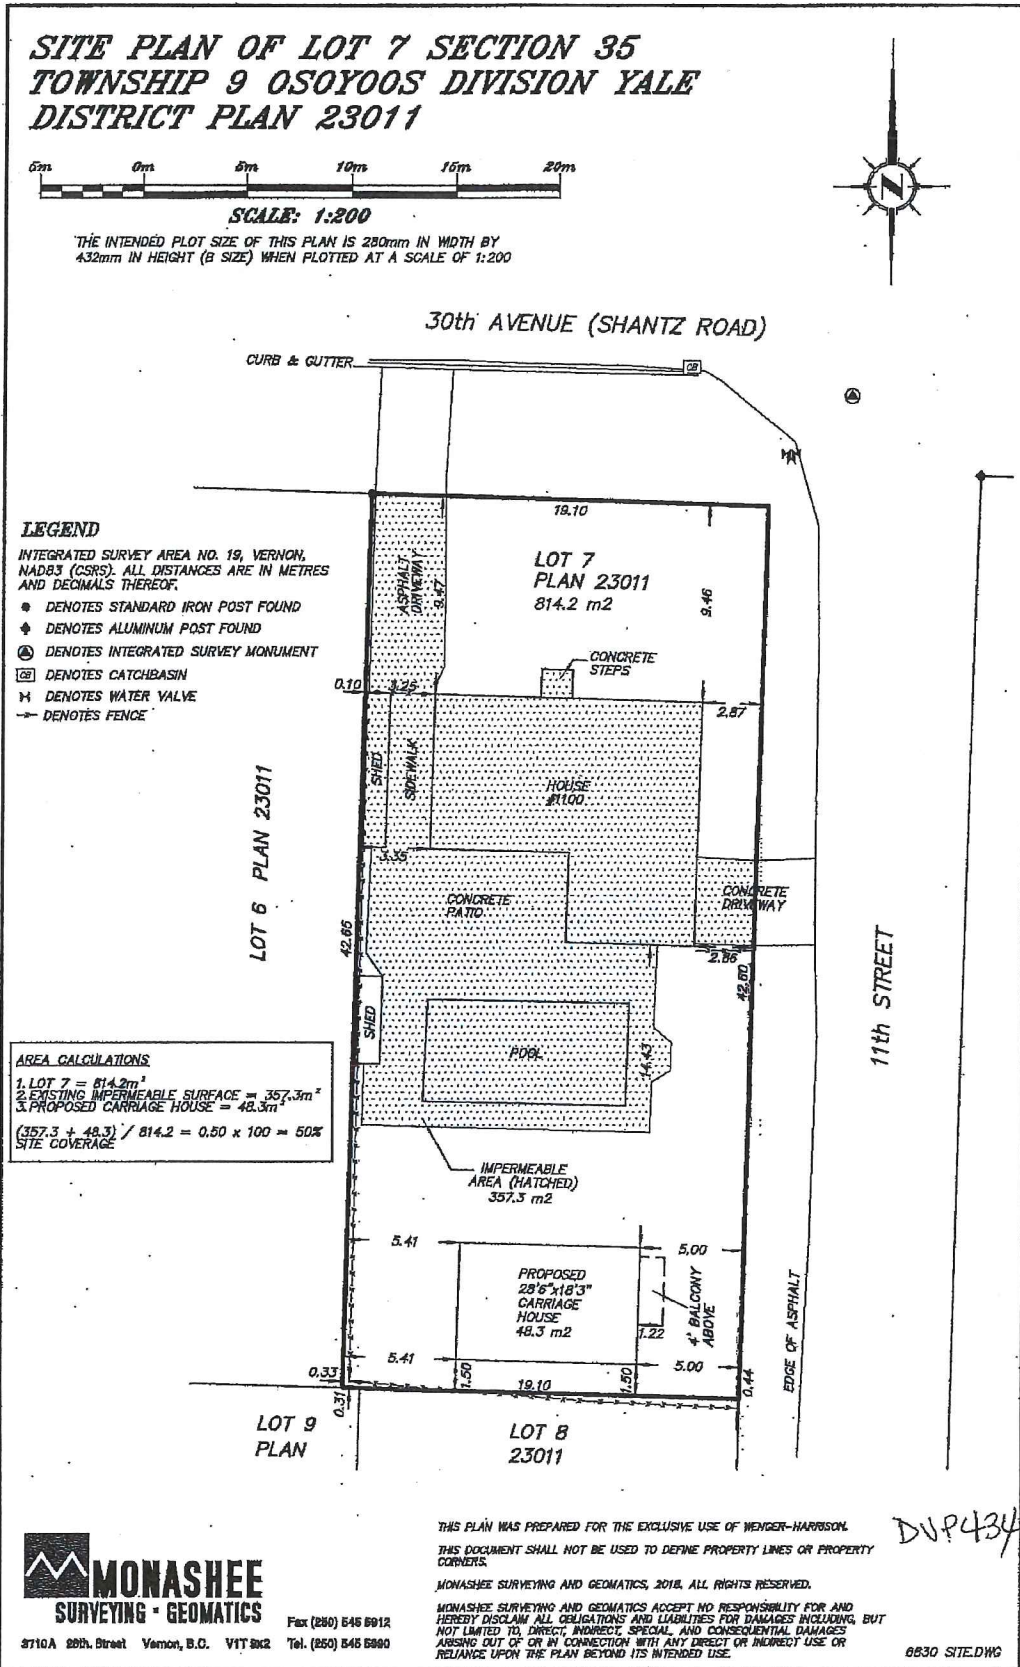 SITE PLAN OF LOT 7 SECTION 35
TOWNSHIP 9 OSOYOOS DIVISION YALE
DISTRICT PLAN 23011
5m 0m 5m 10m 15m 20m
SCALE: 1:200
THE INTENDED PLOT SIZE OF THIS PLAN IS 280mm IN WIDTH BY
432mm IN HEIGHT (B SIZE) WHEN PLOTTED AT A SCALE OF 1:200
N
30th AVENUE (SHANTZ ROAD)
CURB & GUTTER
CB
LEGEND
INTEGRATED SURVEY AREA NO. 19, VERNON,
NAD83 (CSRS). ALL DISTANCES ARE IN METRES
AND DECIMALS THEREOF.
DENOTES STANDARD IRON POST FOUND
DENOTES ALUMINUM POST FOUND
DENOTES INTEGRATED SURVEY MONUMENT
CB DENOTES CATCHBASIN
DENOTES WATER VALVE
DENOTES FENCE
19.10
LOT 7
PLAN 23011
814.2 m2
ASPHALT
DRIVEWAY
9.47
9.46
CONCRETE
STEPS
0.10
3.25
2.87
SHED
SIDEWALK
HOUSE
#1100
LOT 6 PLAN 23011
3.35
CONCRETE
PATIO
CONCRETE
DRIVEWAY
42.65
2.86
42.60
11th STREET
SHED
POOL
14.43
AREA CALCULATIONS
1. LOT 7 = 814.2m²
2. EXISTING IMPERMEABLE SURFACE = 357.3m²
3. PROPOSED CARRIAGE HOUSE = 48.3m²
(357.3 + 48.3) / 814.2 = 0.50 x 100 = 50%
SITE COVERAGE
IMPERMEABLE
AREA (HATCHED)
357.3 m2
5.41
5.00
PROPOSED
28'6"x18'3"
CARRIAGE
HOUSE
48.3 m2
4' BALCONY
ABOVE
1.22
EDGE OF ASPHALT
5.41
5.00
0.33
1.50
19.10
1.50
0.44
0.31
LOT 9
PLAN
LOT 8
23011
THIS PLAN WAS PREPARED FOR THE EXCLUSIVE USE OF WENGER-HARRISON.
DVP434
THIS DOCUMENT SHALL NOT BE USED TO DEFINE PROPERTY LINES OR PROPERTY
CORNERS.
MONASHEE SURVEYING AND GEOMATICS, 2018, ALL RIGHTS RESERVED.
MONASHEE SURVEYING AND GEOMATICS ACCEPT NO RESPONSIBILITY FOR AND
HEREBY DISCLAIM ALL OBLIGATIONS AND LIABILITIES FOR DAMAGES INCLUDING, BUT
NOT LIMITED TO, DIRECT, INDIRECT, SPECIAL, AND CONSEQUENTIAL DAMAGES
ARISING OUT OF OR IN CONNECTION WITH ANY DIRECT OR INDIRECT USE OR
RELIANCE UPON THE PLAN BEYOND ITS INTENDED USE.
MONASHEE
SURVEYING - GEOMATICS
Fax (250) 545 5912
3710A 28th. Street Vernon, B.C. V1T 9X2 Tel. (250) 545 5990
6830 SITE.DWG